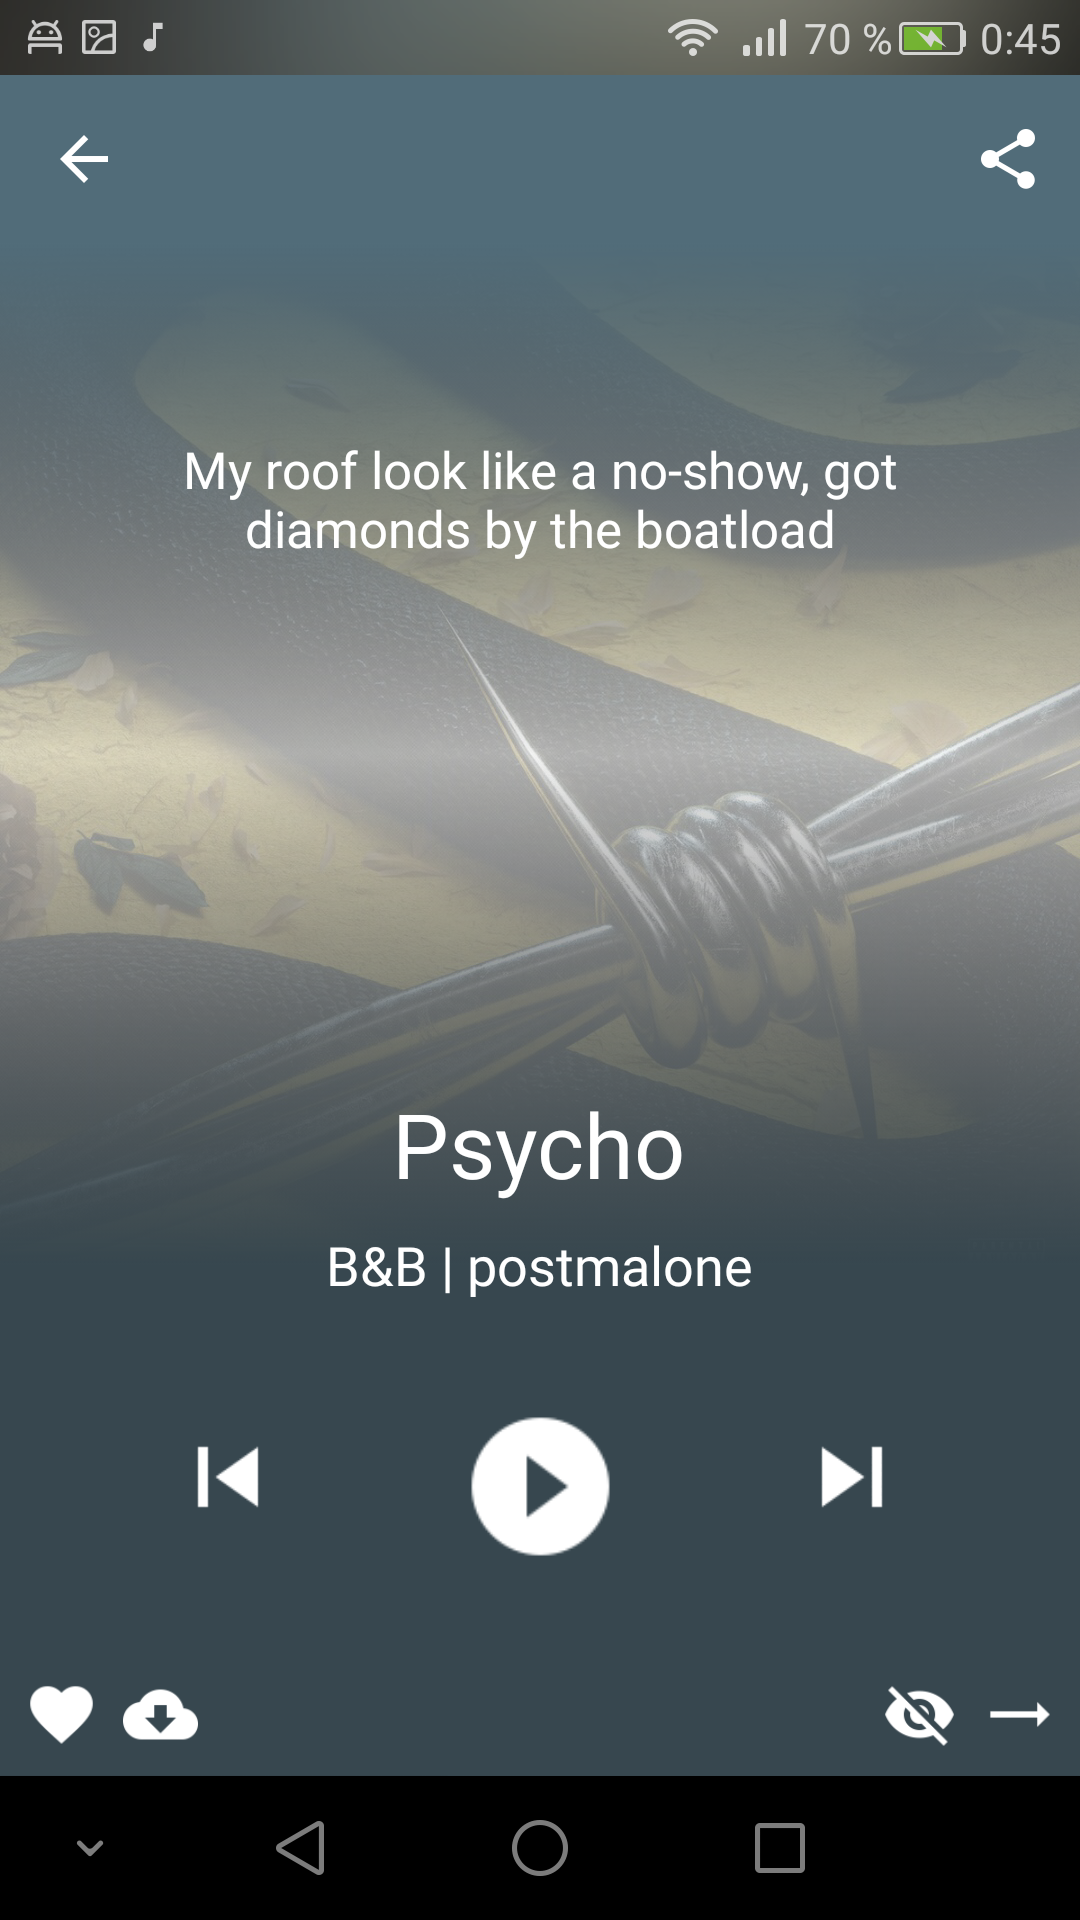 70 % 0:45
My roof look like a no-show, got
diamonds by the boatload
Psycho
B&B | postmalone